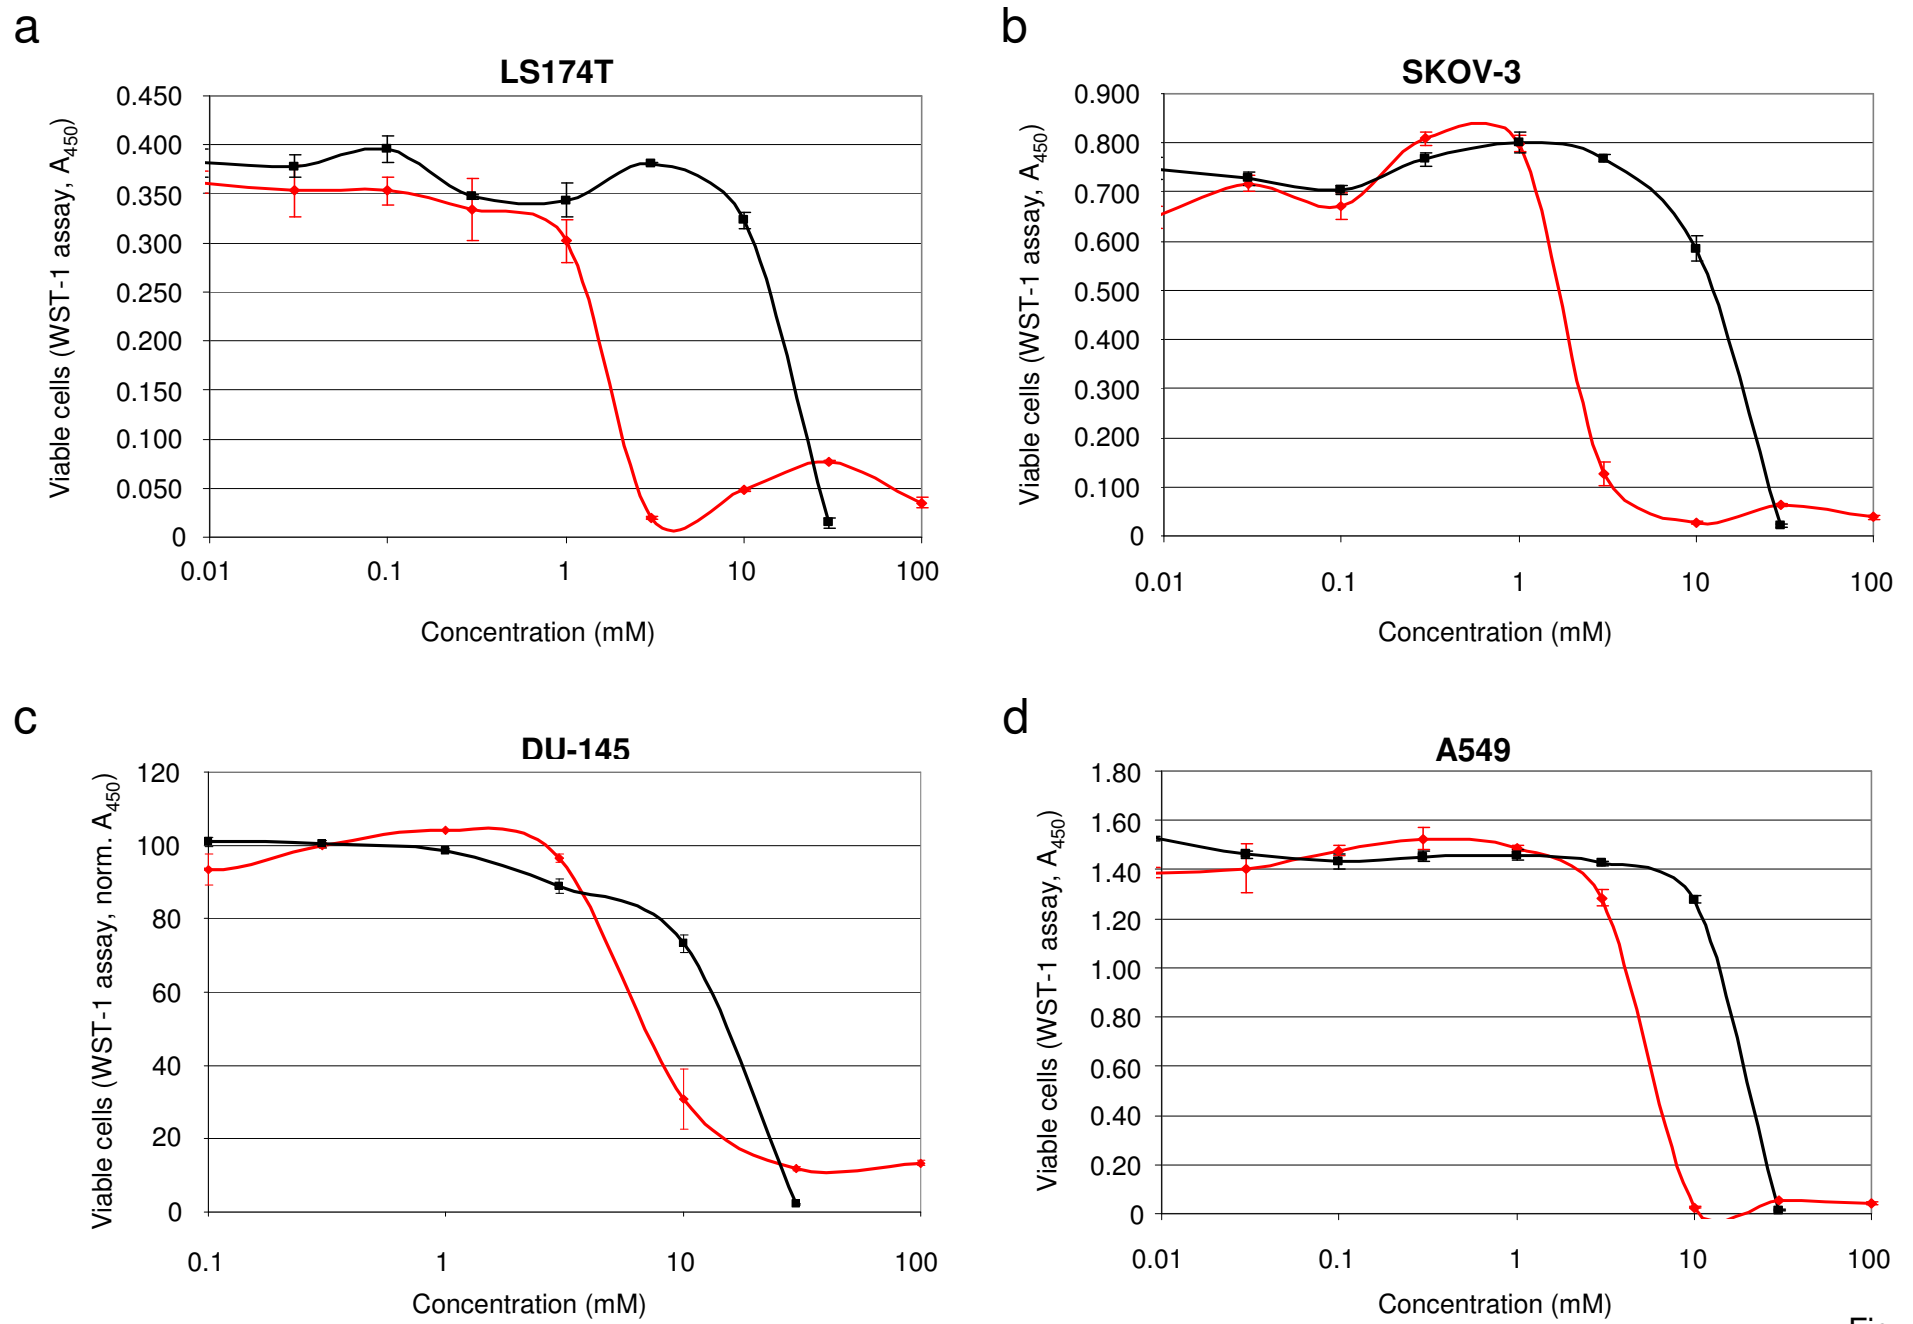 a
LS174T
Viable cells (WST-1 assay, A450)
0.450
0.400
0.350
0.300
0.250
0.200
0.150
0.100
0.050
0
0.01 0.1 1 10 100
Concentration (mM)
b
SKOV-3
Viable cells (WST-1 assay, A450)
0.900
0.800
0.700
0.600
0.500
0.400
0.300
0.200
0.100
0
0.01 0.1 1 10 100
Concentration (mM)
c
DU-145
Viable cells (WST-1 assay, norm. A450)
120
100
80
60
40
20
0
0.1 1 10 100
Concentration (mM)
d
A549
Viable cells (WST-1 assay, A450)
1.80
1.60
1.40
1.20
1.00
0.80
0.60
0.40
0.20
0
0.01 0.1 1 10 100
Concentration (mM)